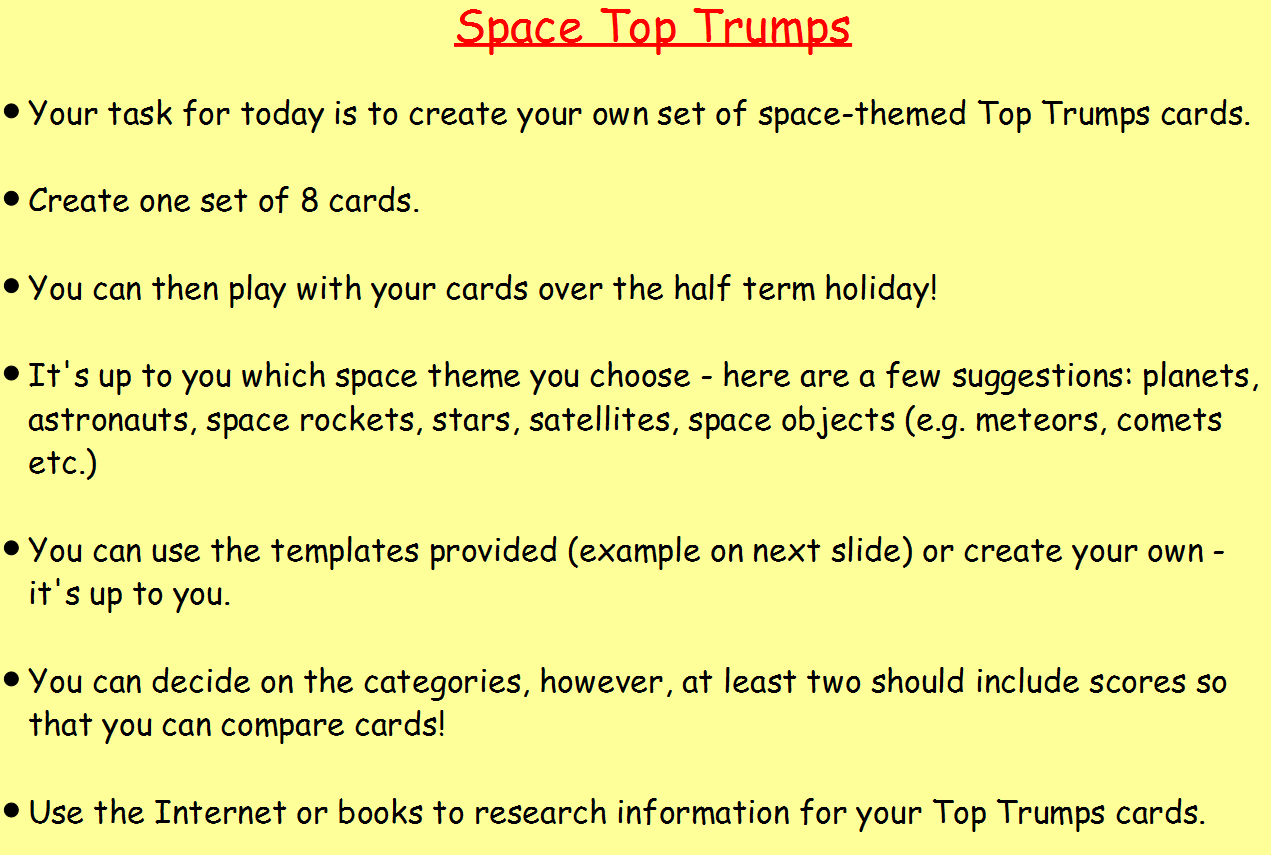 Space Top Trumps
• Your task for today is to create your own set of space-themed Top Trumps cards.
• Create one set of 8 cards.
• You can then play with your cards over the half term holiday!
• It's up to you which space theme you choose - here are a few suggestions: planets,
astronauts, space rockets, stars, satellites, space objects (e.g. meteors, comets
etc.)
• You can use the templates provided (example on next slide) or create your own -
it's up to you.
• You can decide on the categories, however, at least two should include scores so
that you can compare cards!
• Use the Internet or books to research information for your Top Trumps cards.